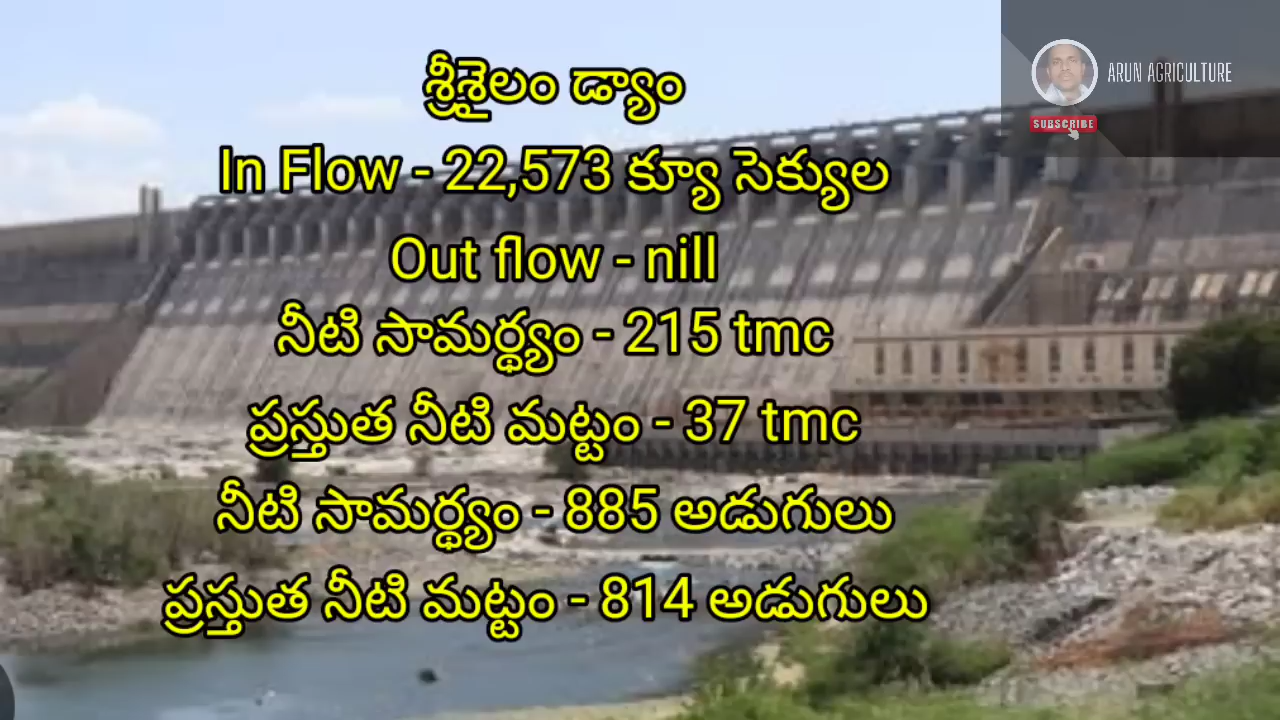 శ్రీశైలం డ్యాం
In Flow - 22,573 క్యూ సెక్యుల
Out flow - nill
నీటి సామర్థ్యం - 215 tmc
ప్రస్తుత నీటి మట్టం - 37 tmc
నీటి సామర్థ్యం - 885 అడుగులు
ప్రస్తుత నీటి మట్టం - 814 అడుగులు
ARUN AGRICULTURE
SUBSCRIBE